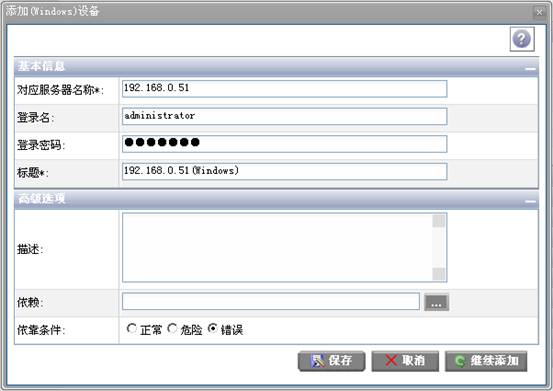 添加(Windows)设备
?
基本信息
对应服务器名称*: 192.168.0.51
登录名: administrator
登录密码: ●●●●●●●
标题*: 192.168.0.51(Windows)
高级选项
描述:
依赖: ...
依靠条件: 正常 危险 错误
保存 取消 继续添加